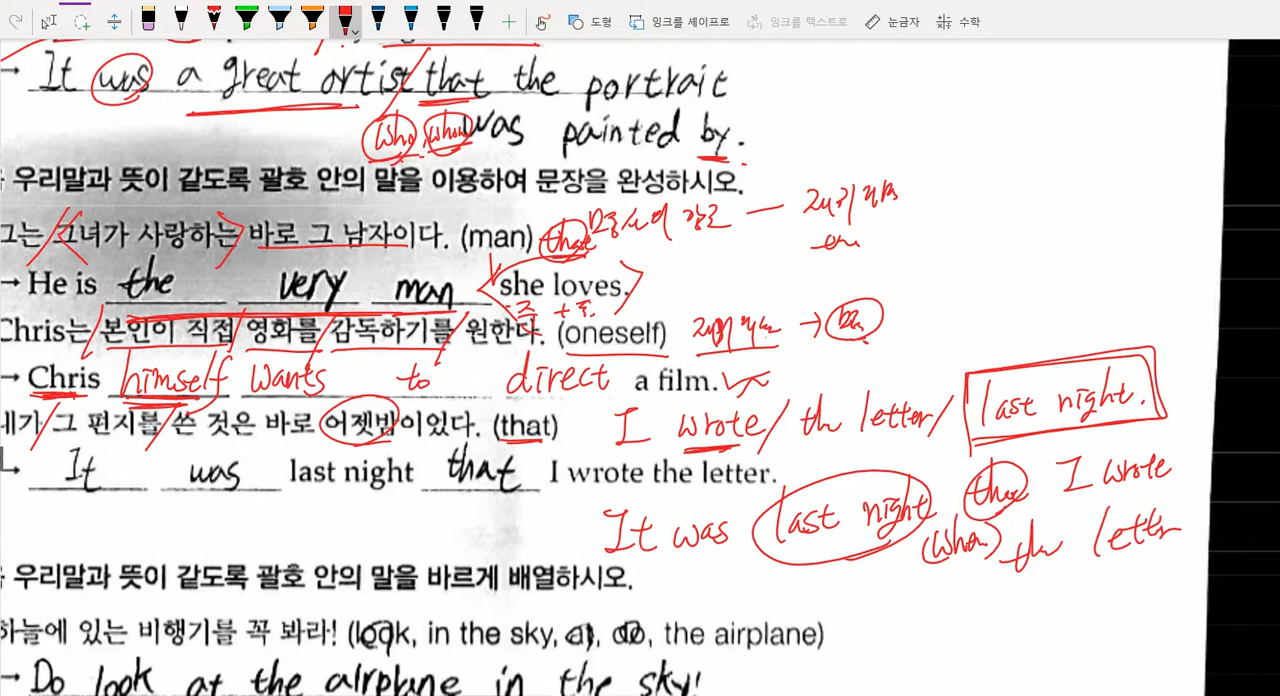 도형 잉크를 셰이프로 잉크를 텍스트로 눈금자 수학
→ It was a great artist that the portrait
who whom was painted by.
우리말과 뜻이 같도록 괄호 안의 말을 이용하여 문장을 완성하시오.
그는 그녀가 사랑하는 바로 그 남자이다. (man) that
→ He is the very man she loves.
Chris는 본인이 직접 영화를 감독하기를 원한다. (oneself)
→ Chris himself wants to direct a film.
내가 그 편지를 쓴 것은 바로 어젯밤이었다. (that)
I wrote / the letter / last night.
It was last night that I wrote the letter.
It was last night that I wrote
(when) the letter
우리말과 뜻이 같도록 괄호 안의 말을 바르게 배열하시오.
하늘에 있는 비행기를 꼭 봐라! (look, in the sky, at, do, the airplane)
→ Do look at the airplane in the sky!